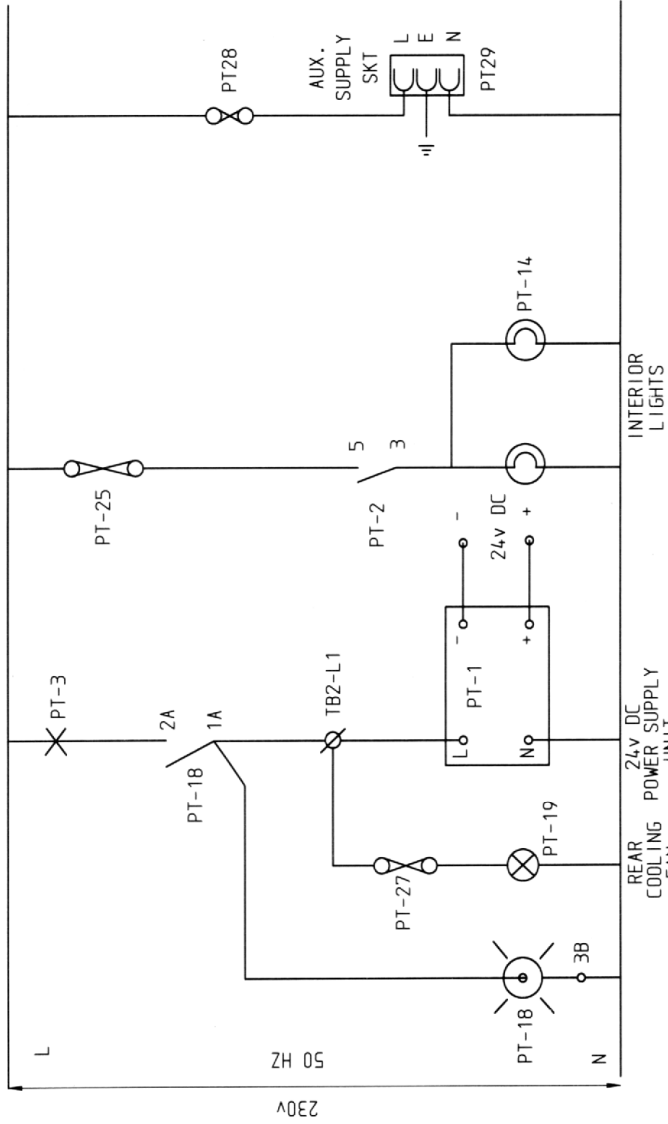 230v
50 HZ
L
N
PT-18
3B
PT-3
2A
1A
PT-18
TB2-L1
PT-27
PT-19
REAR
COOLING
L
N
PT-1
-
+
-
24v DC
+
24v DC
POWER SUPPLY
PT-25
5
3
PT-2
PT-14
INTERIOR
LIGHTS
PT28
AUX.
SUPPLY
SKT
L
E
N
PT29